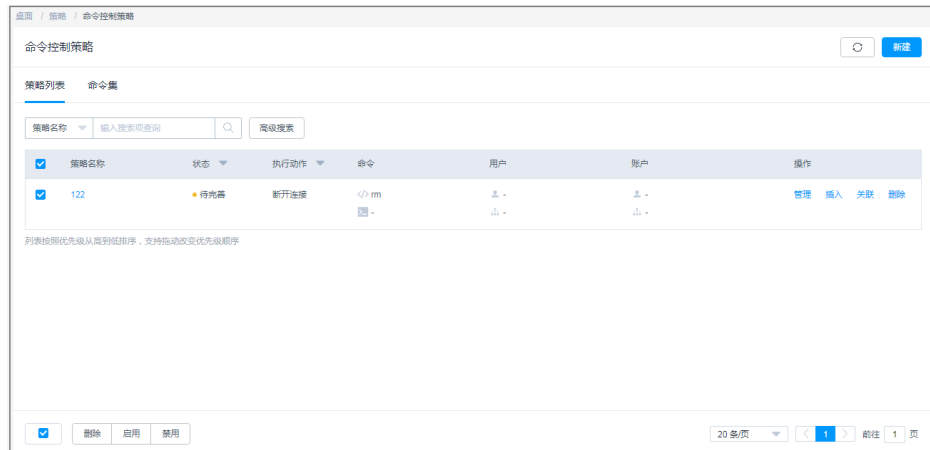 桌面 / 策略 / 命令控制策略
命令控制策略 新建
策略列表 命令集
策略名称 输入搜索项查询 高级搜索
策略名称 状态 执行动作 命令 用户 账户 操作
122 待完善 断开连接 </> rm - - 管理 插入 关联 删除
- - -
列表按照优先级从高到低排序，支持拖动改变优先级顺序
删除 启用 禁用 20 条/页 < 1 > 前往 1 页